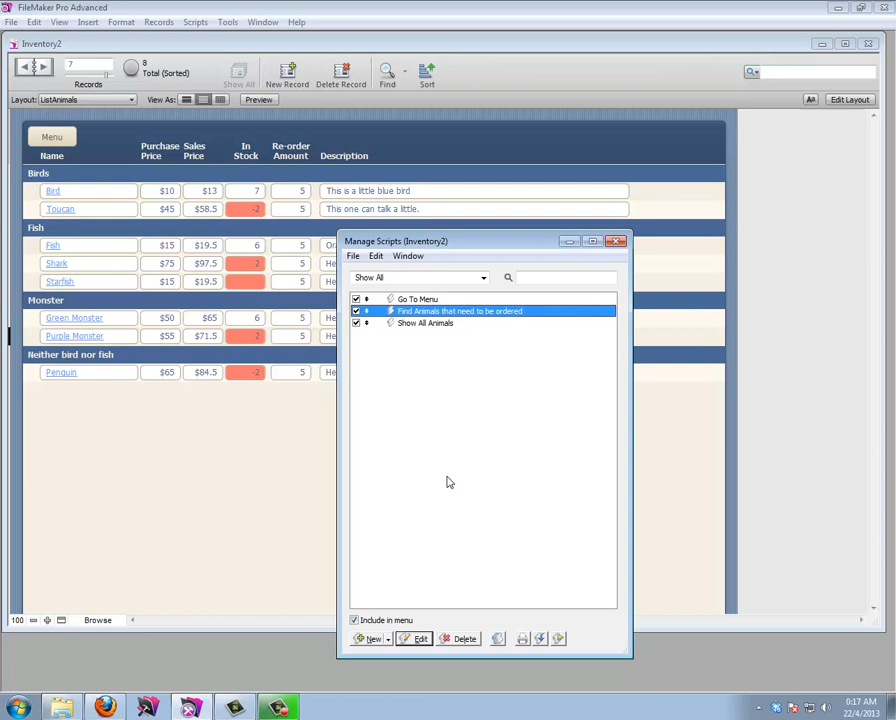 FileMaker Pro Advanced
File Edit View Insert Format Records Scripts Tools Window Help
Inventory2
7
8
Total (Sorted)
Records
Show All New Record Delete Record Find Sort
Layout: ListAnimals View As: Preview Aa Edit Layout
Menu
Name Purchase Price Sales Price In Stock Re-order Amount Description
Birds
Bird $10 $13 7 5 This is a little blue bird
Toucan $45 $58.5 -2 5 This one can talk a little.
Fish
Fish $15 $19.5 6 5
Shark $75 $97.5 2 5 He
Starfish $15 $19.5 5 He
Monster
Green Monster $50 $65 6 5 He
Purple Monster $55 $71.5 2 5 He
Neither bird nor fish
Penguin $65 $84.5 -2 5 He
Manage Scripts (Inventory2)
File Edit Window
Show All
Go To Menu
Find Animals that need to be ordered
Show All Animals
Include in menu
New Edit Delete
100 Browse
0:17 AM
22/4/2013